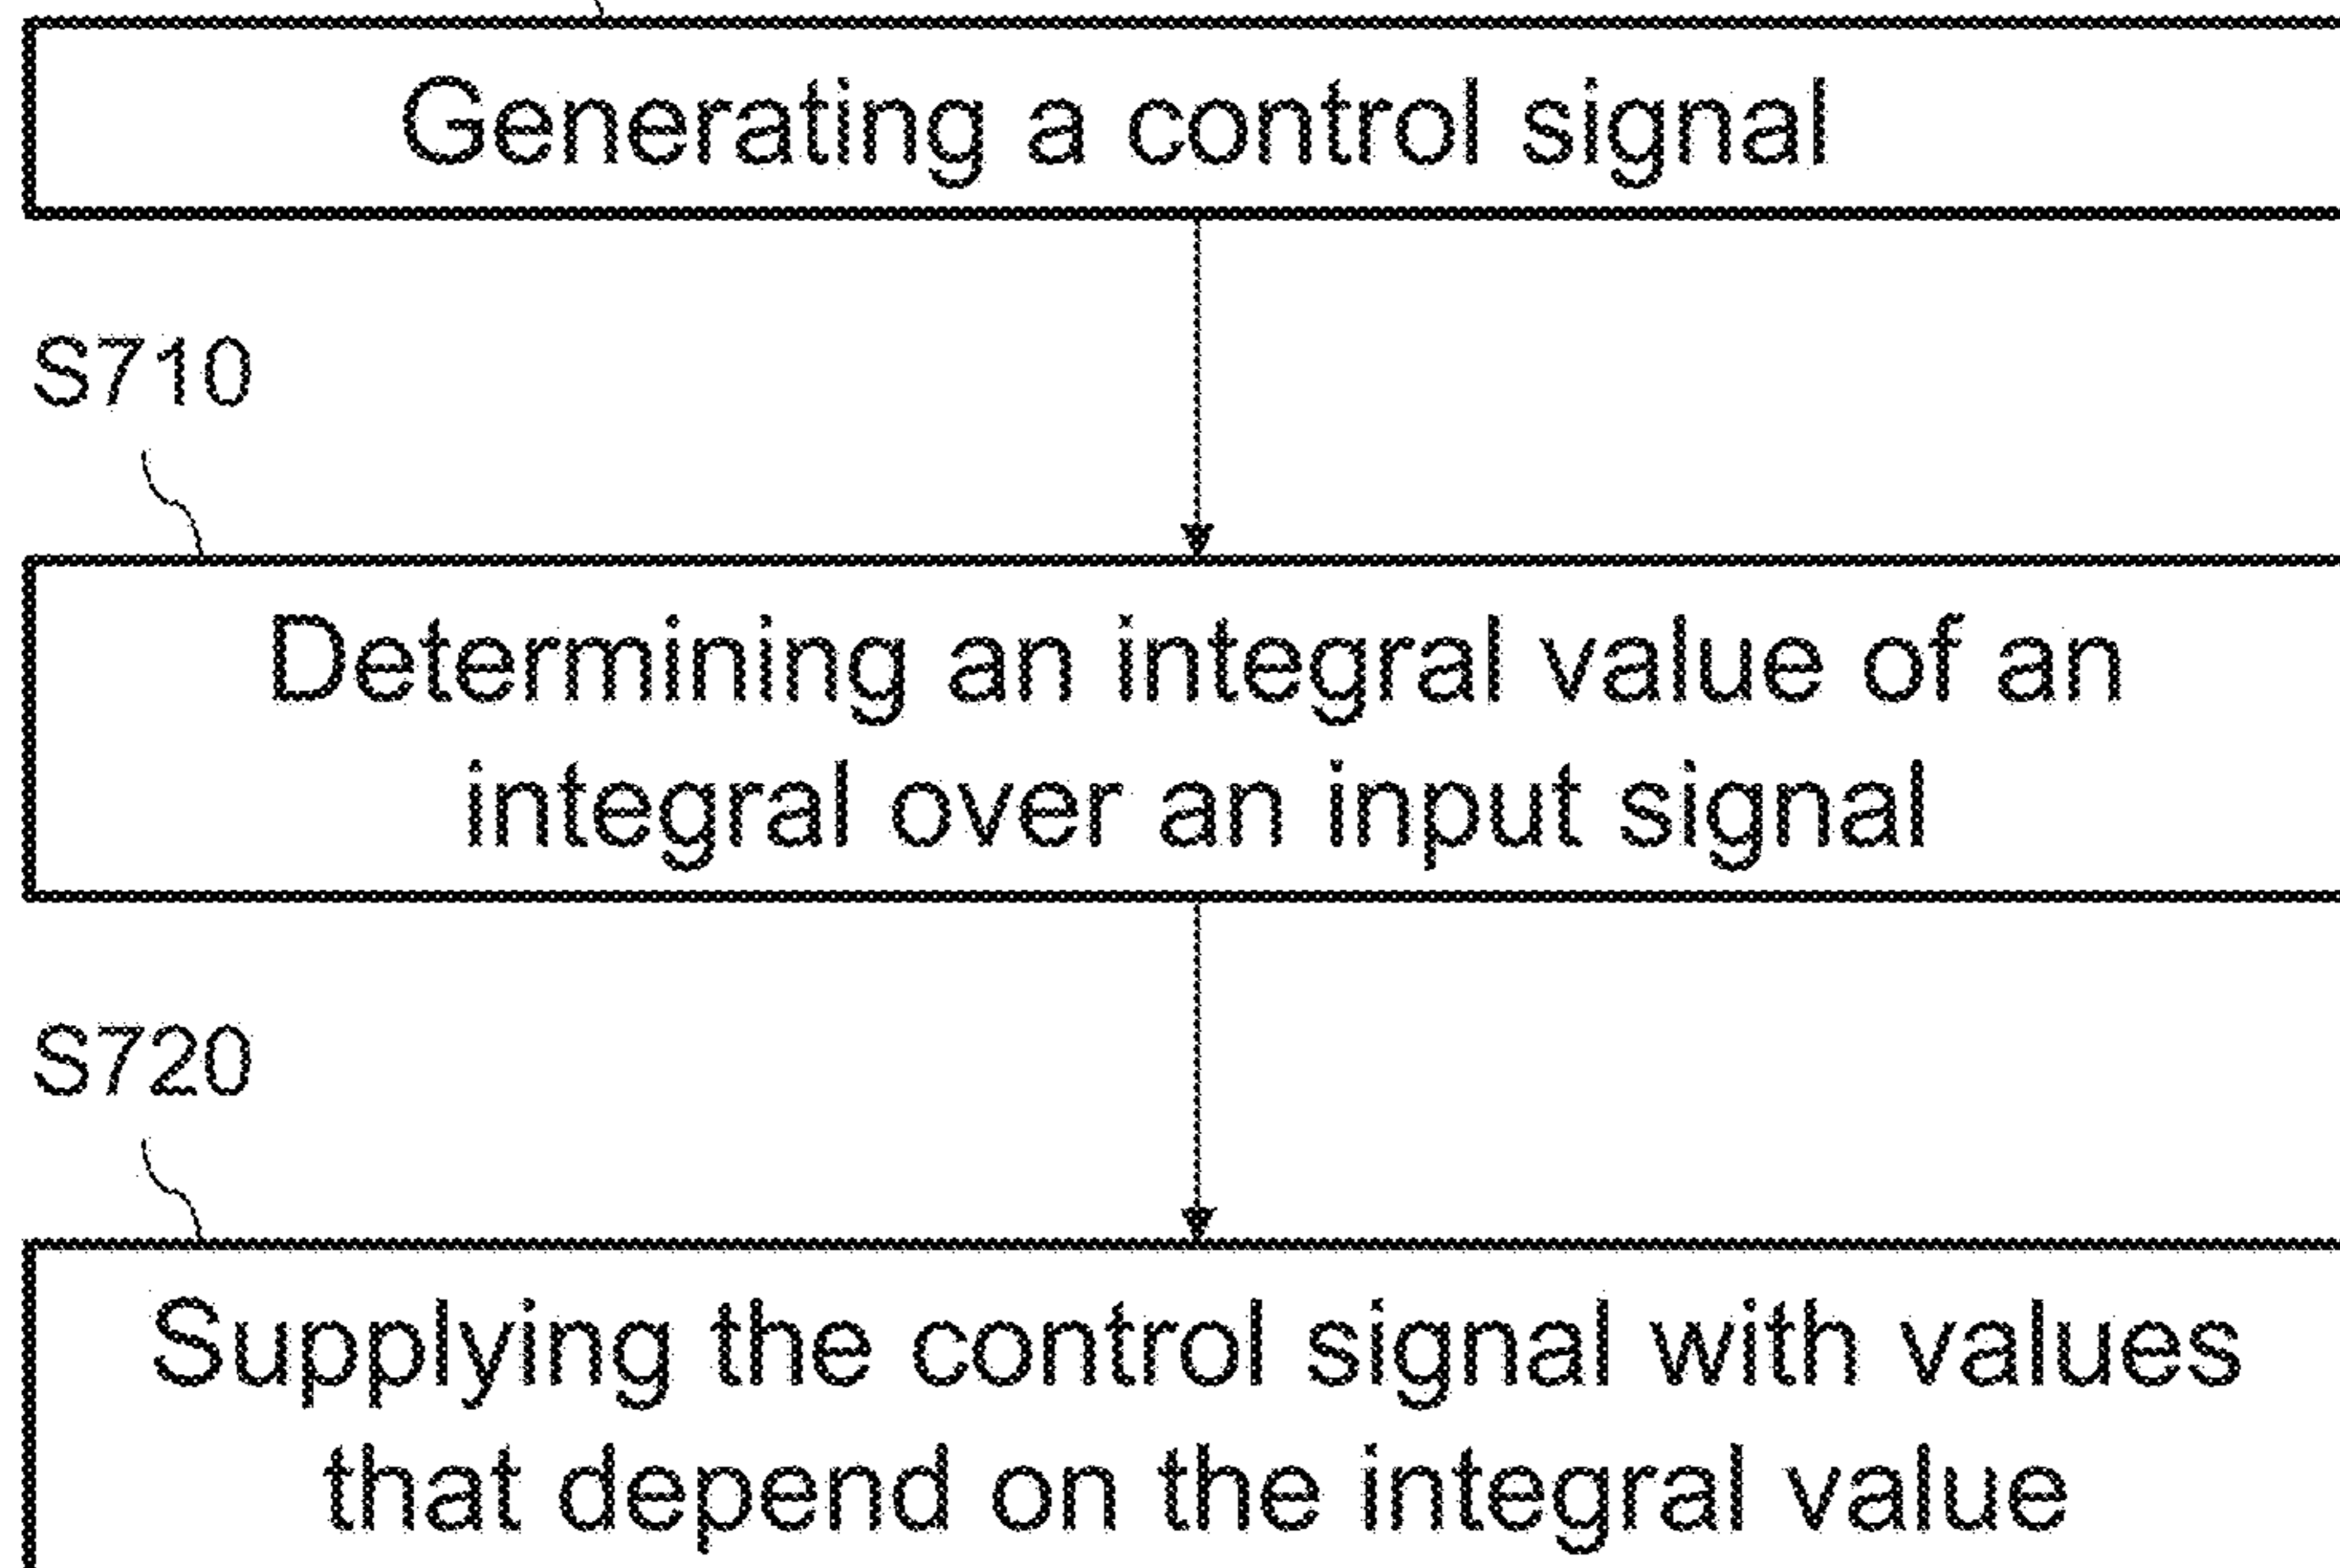 Generating a control signal
S710
Determining an integral value of an
integral over an input signal
S720
Supplying the control signal with values
that depend on the integral value